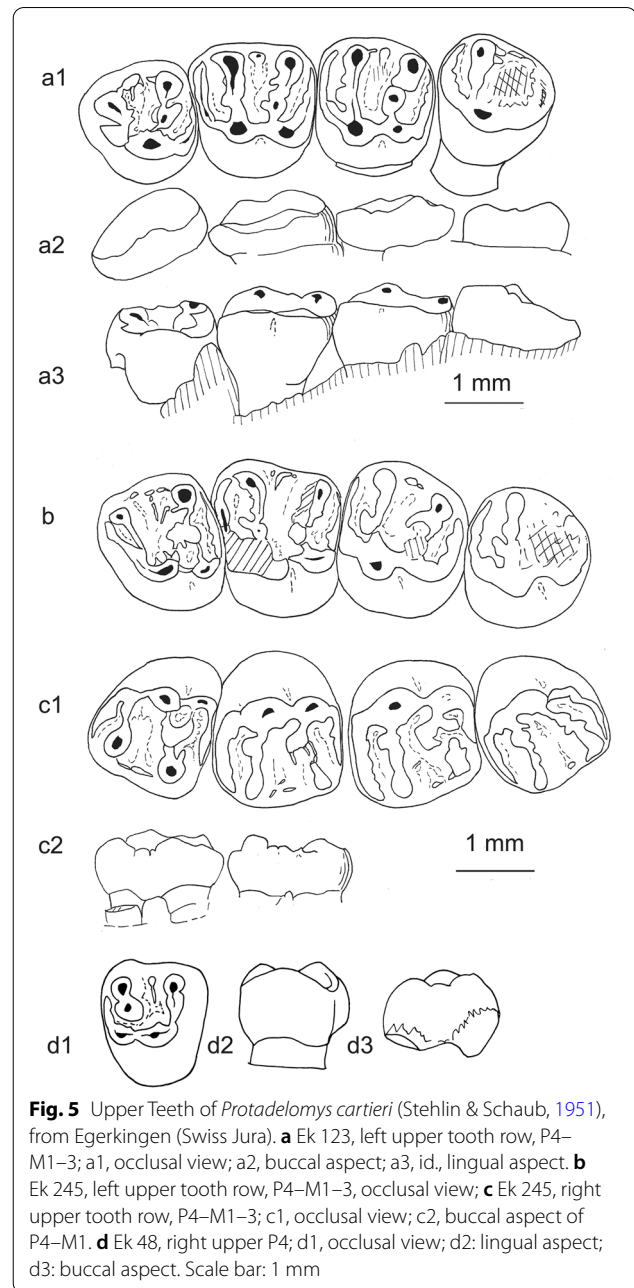 a1
a2
a3
1 mm
b
c1
c2
1 mm
d1
d2
d3
Fig. 5 Upper Teeth of Protadelomys cartieri (Stehlin & Schaub, 1951),
from Egerkingen (Swiss Jura). a Ek 123, left upper tooth row, P4–
M1–3; a1, occlusal view; a2, buccal aspect; a3, id., lingual aspect. b
Ek 245, left upper tooth row, P4–M1–3, occlusal view; c Ek 245, right
upper tooth row, P4–M1–3; c1, occlusal view; c2, buccal aspect of
P4–M1. d Ek 48, right upper P4; d1, occlusal view; d2: lingual aspect;
d3: buccal aspect. Scale bar: 1 mm